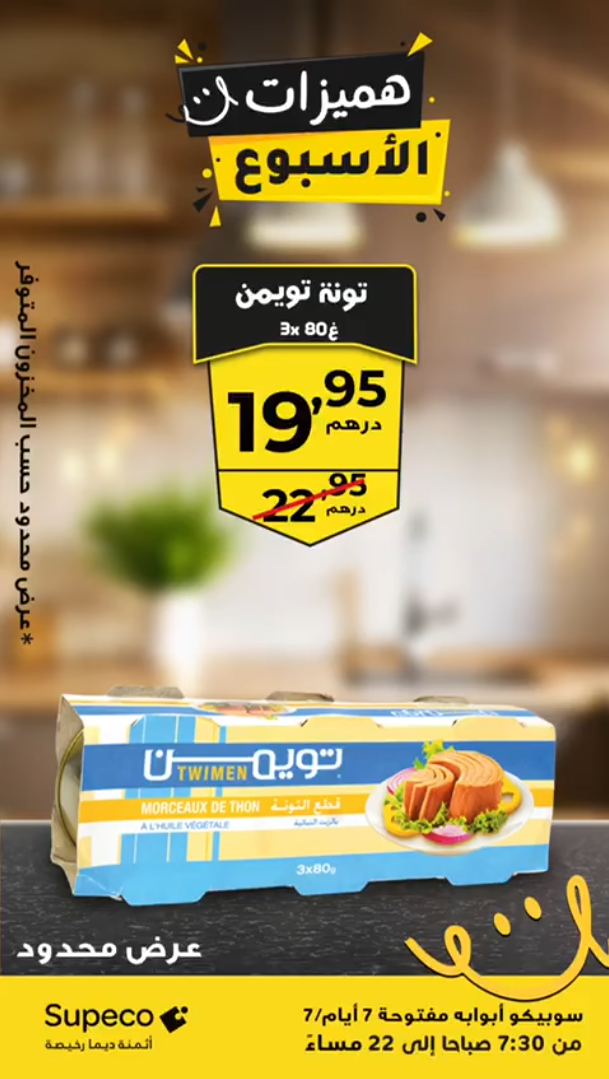 هميزات
الأسبوع
تونة تويمن
3x 80غ
19,95
درهم
22,95
درهم
*عرض محدود حسب المخزون المتوفر
تويمن
TWIMEN
MORCEAUX DE THON قطع التونة
À L'HUILE VÉGÉTALE بالزيت النباتية
3x80g
عرض محدود
Supeco
أثمنة ديما رخيصة
سوبيكو أبوابه مفتوحة 7 أيام/7
من 7:30 صباحا إلى 22 مساءً